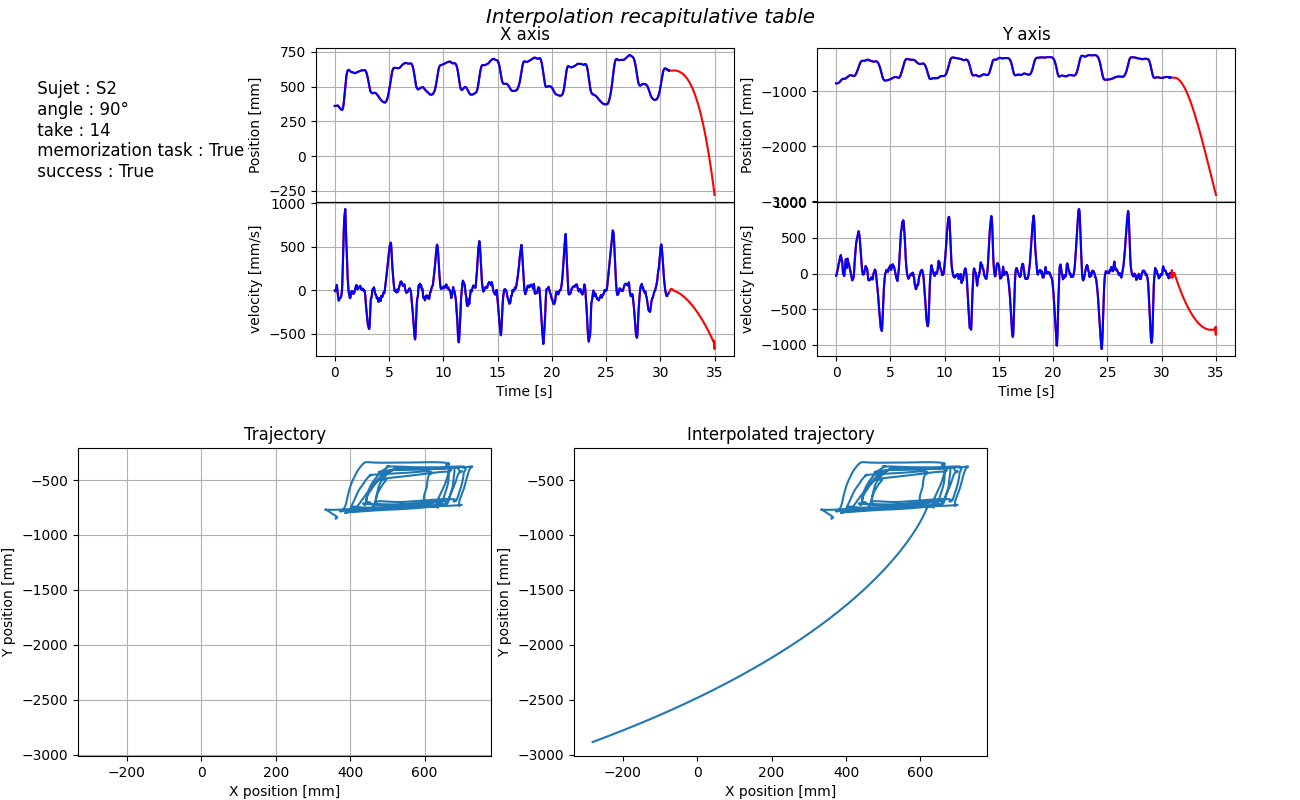 Interpolation recapitulative table
X axis
Y axis
Sujet : S2
angle : 90°
take : 14
memorization task : True
success : True
Position [mm]
750
500
250
0
−250
velocity [mm/s]
1000
500
0
−500
0 5 10 15 20 25 30 35
Time [s]
Position [mm]
−1000
−2000
−3000
velocity [mm/s]
1000
500
0
−500
−1000
0 5 10 15 20 25 30 35
Time [s]
Trajectory
Y position [mm]
−500
−1000
−1500
−2000
−2500
−3000
−200 0 200 400 600
X position [mm]
Interpolated trajectory
Y position [mm]
−500
−1000
−1500
−2000
−2500
−3000
−200 0 200 400 600
X position [mm]